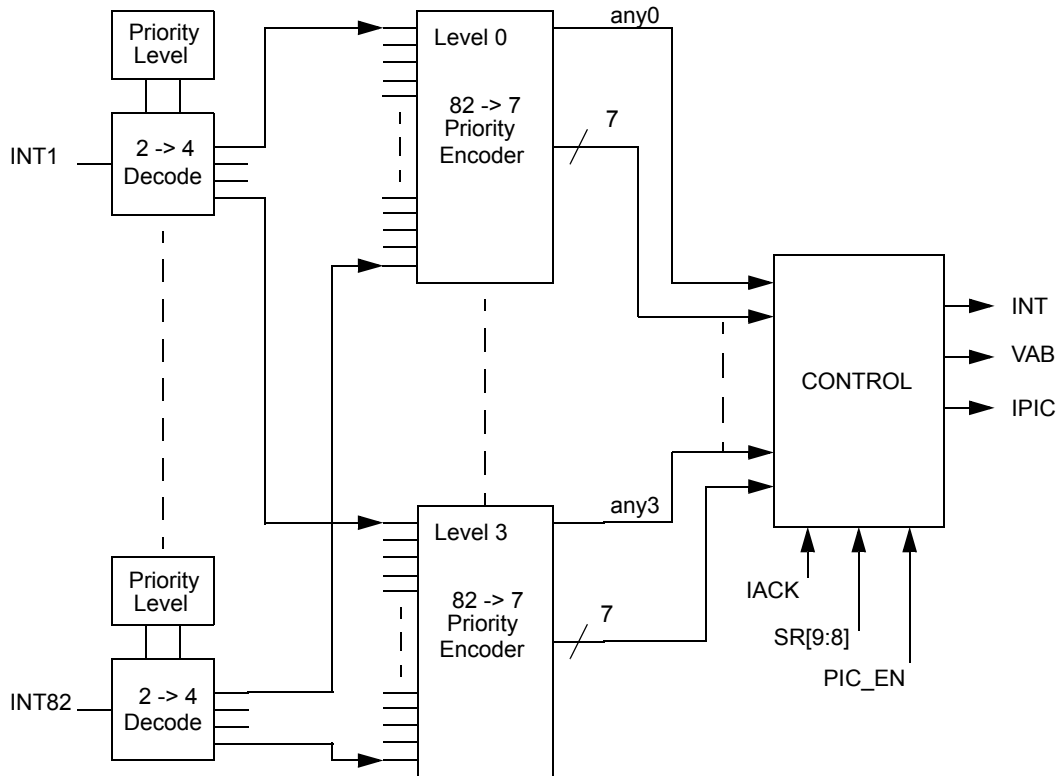 Priority
Level
any0
Level 0
82 -> 7
Priority
Encoder
7
INT1
2 -> 4
Decode
INT
VAB
IPIC
CONTROL
any3
Level 3
IACK
SR[9:8]
PIC_EN
Priority
Level
82 -> 7
Priority
Encoder
7
INT82
2 -> 4
Decode